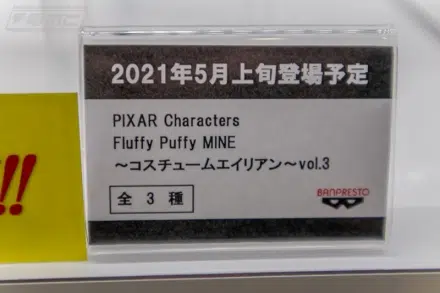 2021年5月上旬登場予定
PIXAR Characters
Fluffy Puffy MINE
～コスチュームエイリアン～vol.3
全 3 種
BANPRESTO
!!